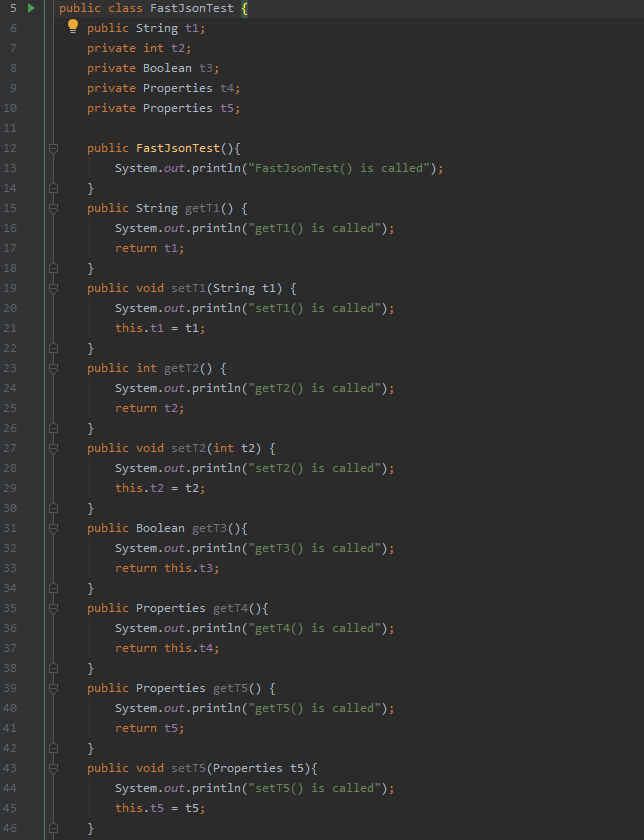 5 public class FastJsonTest {
6 public String t1;
7 private int t2;
8 private Boolean t3;
9 private Properties t4;
10 private Properties t5;
11
12 public FastJsonTest(){
13 System.out.println("FastJsonTest() is called");
14 }
15 public String getT1() {
16 System.out.println("getT1() is called");
17 return t1;
18 }
19 public void setT1(String t1) {
20 System.out.println("setT1() is called");
21 this.t1 = t1;
22 }
23 public int getT2() {
24 System.out.println("getT2() is called");
25 return t2;
26 }
27 public void setT2(int t2) {
28 System.out.println("setT2() is called");
29 this.t2 = t2;
30 }
31 public Boolean getT3(){
32 System.out.println("getT3() is called");
33 return this.t3;
34 }
35 public Properties getT4(){
36 System.out.println("getT4() is called");
37 return this.t4;
38 }
39 public Properties getT5() {
40 System.out.println("getT5() is called");
41 return t5;
42 }
43 public void setT5(Properties t5){
44 System.out.println("setT5() is called");
45 this.t5 = t5;
46 }